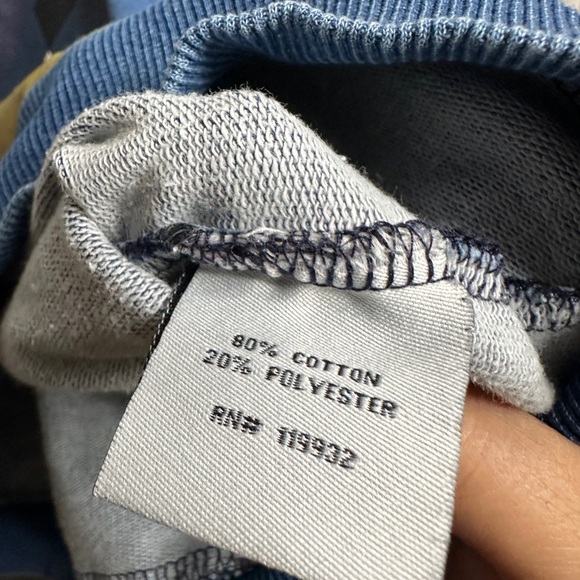 80% COTTON
20% POLYESTER
RN# 119932